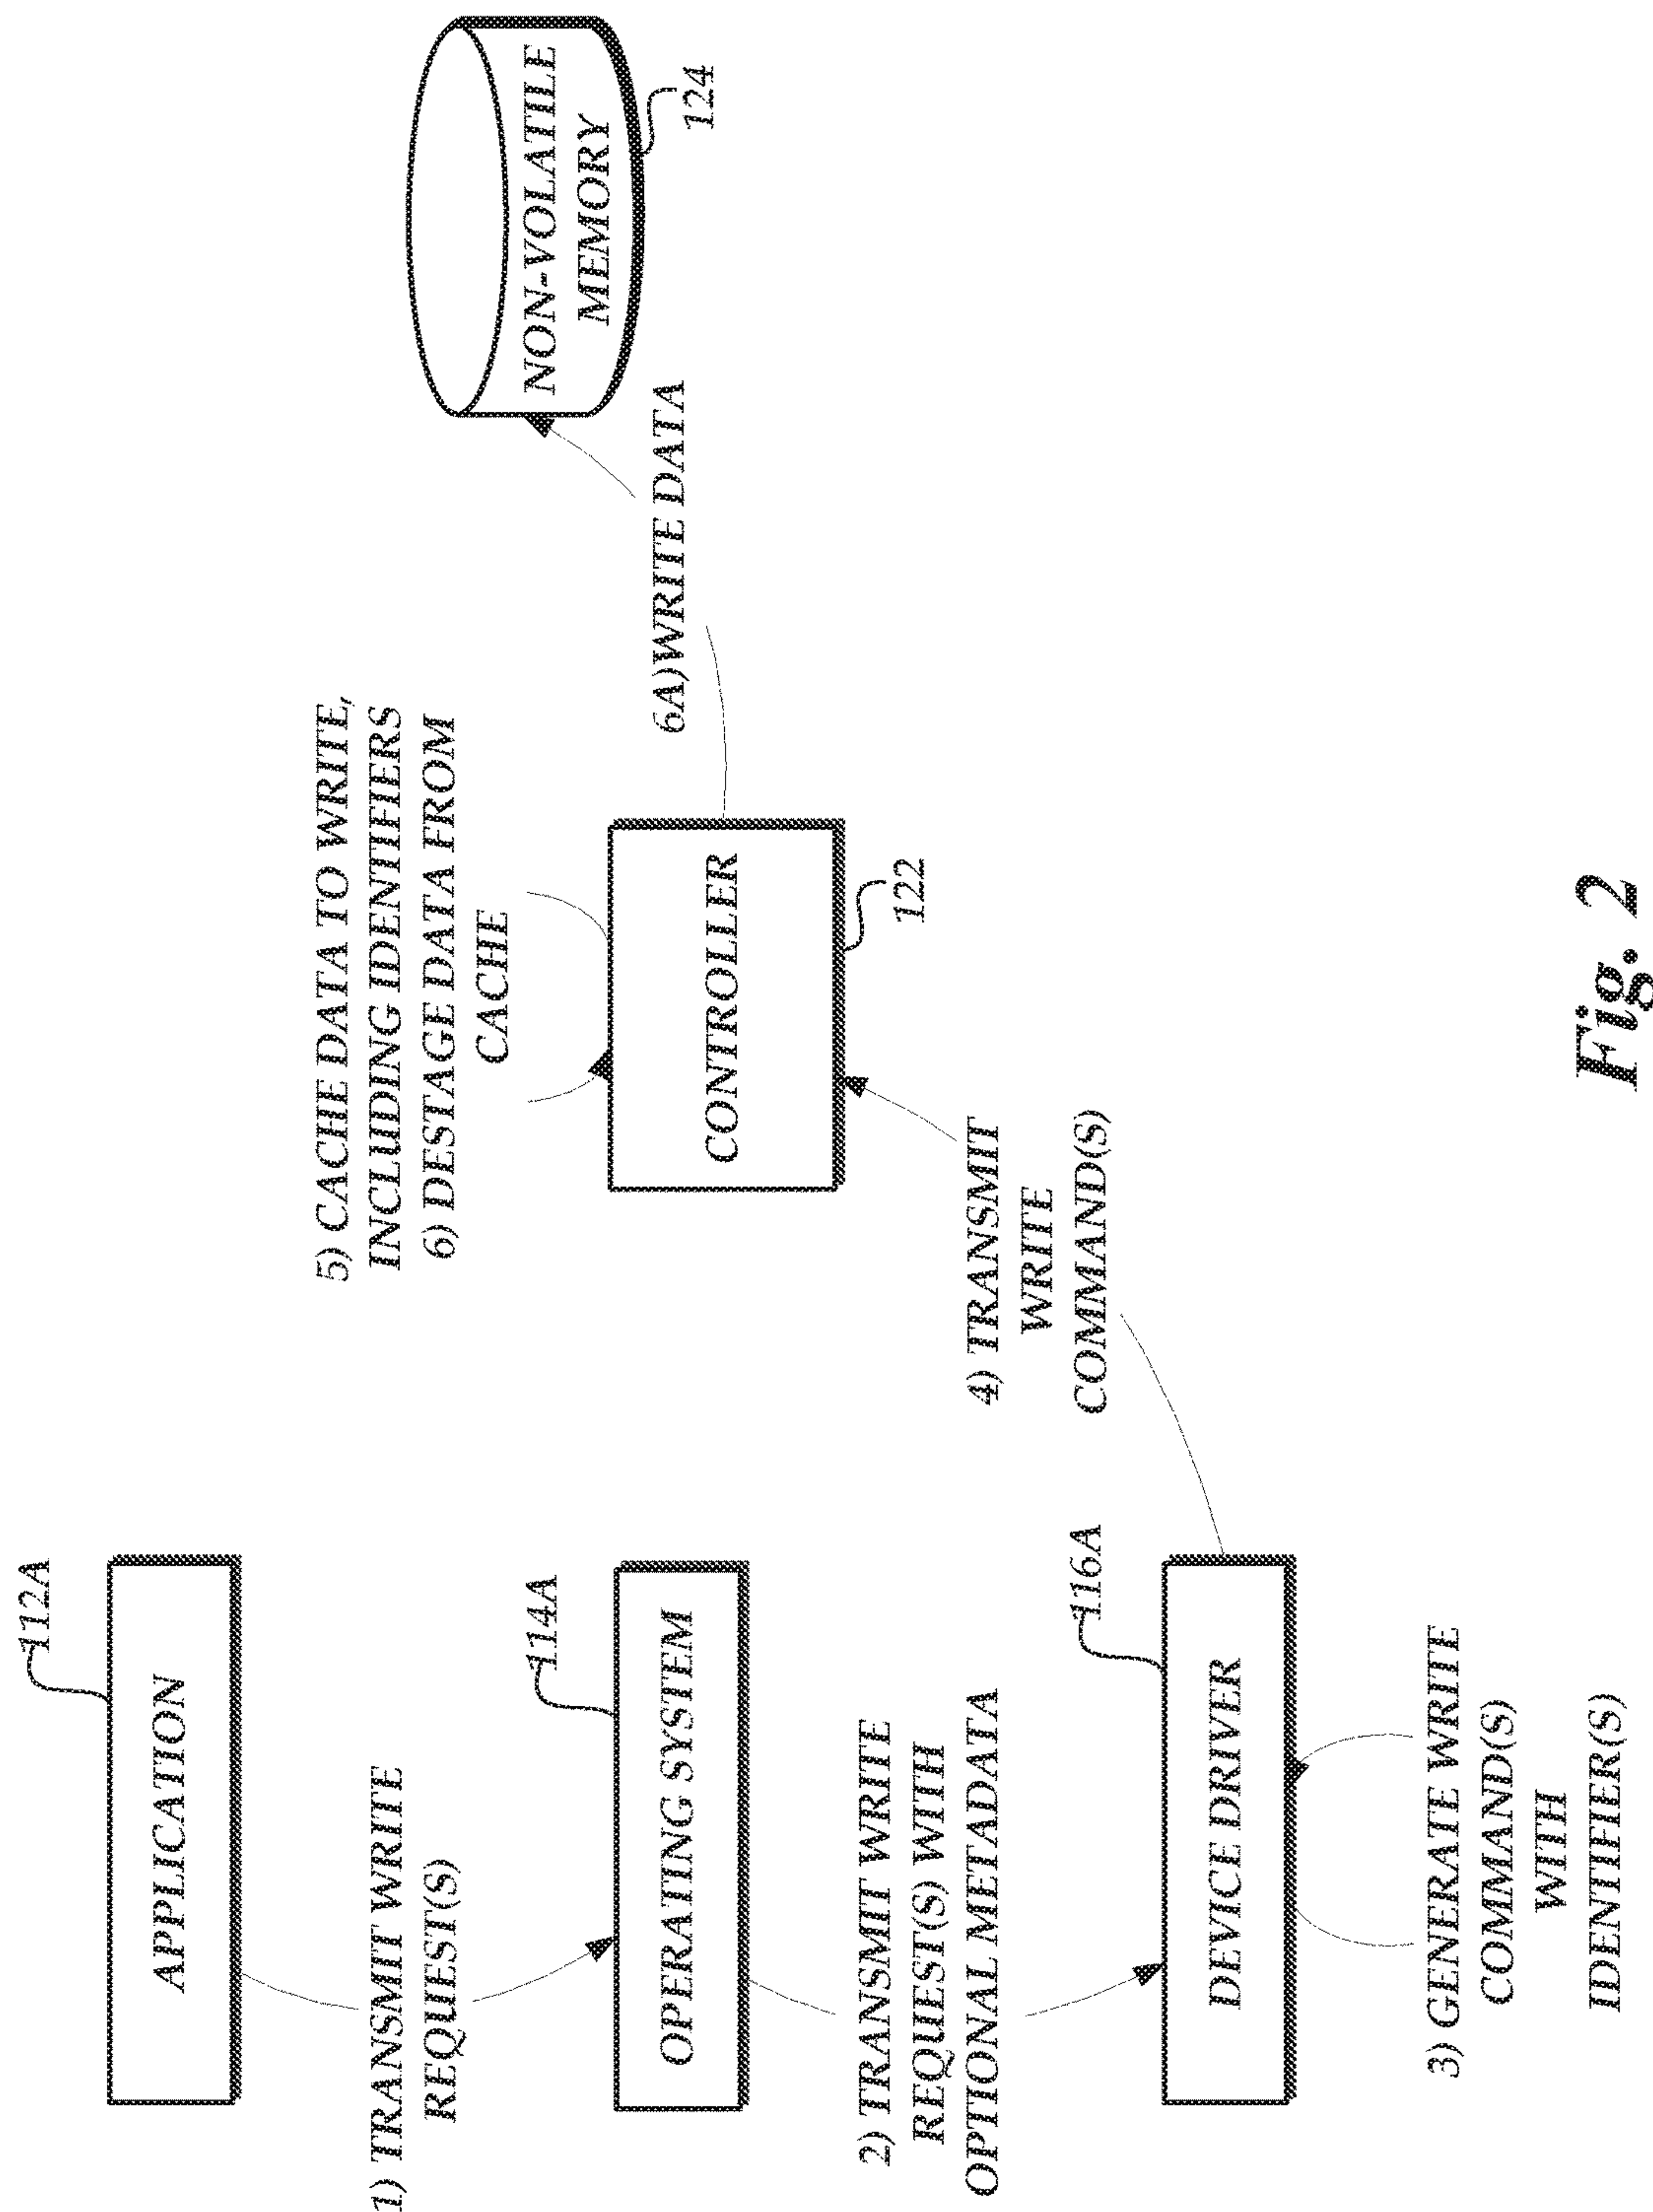 112A
APPLICATION
1) TRANSMIT WRITE
REQUEST(S)
114A
OPERATING SYSTEM
2) TRANSMIT WRITE
REQUEST(S) WITH
OPTIONAL METADATA
116A
DEVICE DRIVER
3) GENERATE WRITE
COMMAND(S)
WITH
IDENTIFIER(S)
4) TRANSMIT
WRITE
COMMAND(S)
5) CACHE DATA TO WRITE,
INCLUDING IDENTIFIERS
6) DESTAGE DATA FROM
CACHE
CONTROLLER
122
6A)WRITE DATA
NON-VOLATILE
MEMORY
124
Fig. 2